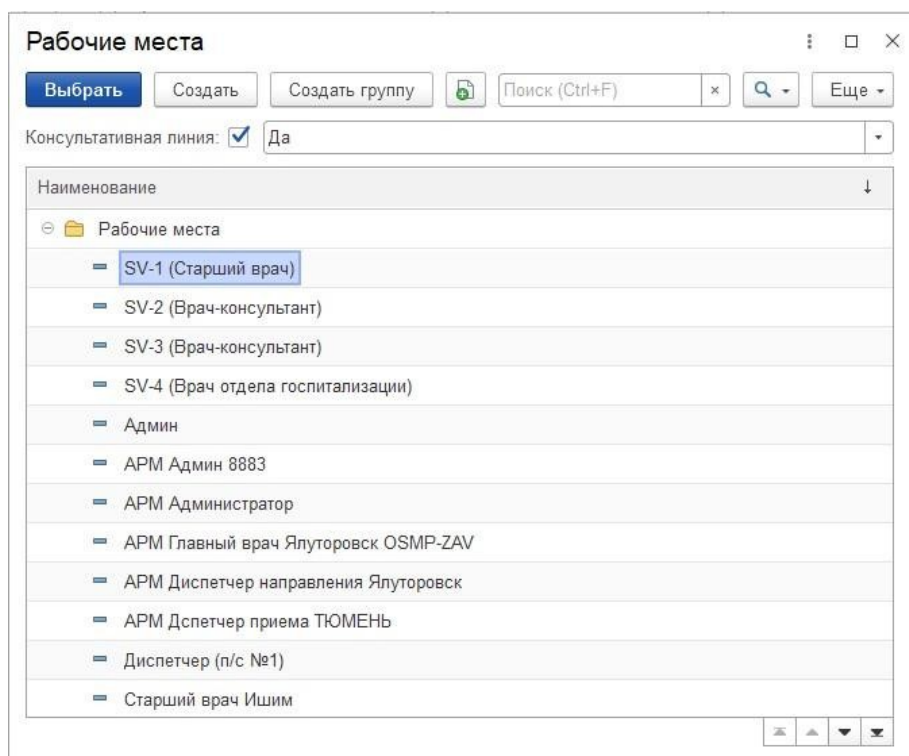 Рабочие места
Выбрать Создать Создать группу Поиск (Ctrl+F) × Еще
Консультативная линия: Да
Наименование ↓
Рабочие места
SV-1 (Старший врач)
SV-2 (Врач-консультант)
SV-3 (Врач-консультант)
SV-4 (Врач отдела госпитализации)
Админ
АРМ Админ 8883
АРМ Администратор
АРМ Главный врач Ялуторовск OSMP-ZAV
АРМ Диспетчер направления Ялуторовск
АРМ Дспетчер приема ТЮМЕНЬ
Диспетчер (п/с №1)
Старший врач Ишим